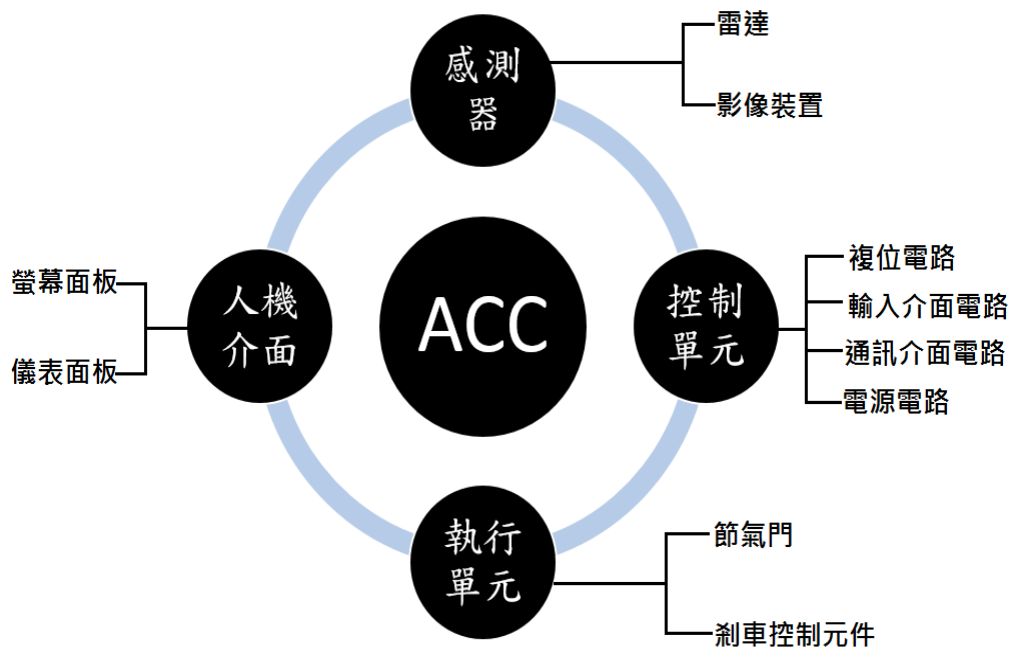 感測
器
雷達
影像裝置
ACC
控制
單元
複位電路
輸入介面電路
通訊介面電路
電源電路
執行
單元
節氣門
剎車控制元件
人機
介面
螢幕面板
儀表面板